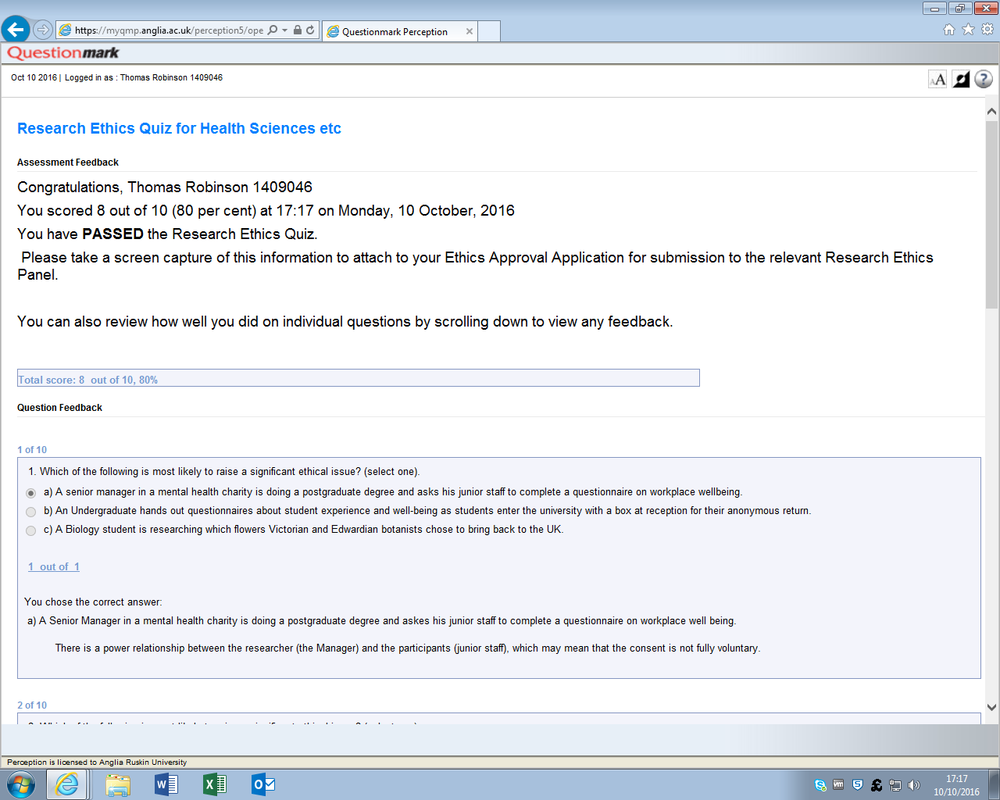 https://myqmp.anglia.ac.uk/perception5/ope
Questionmark Perception
Questionmark
Oct 10 2016 | Logged in as : Thomas Robinson 1409046
AA
?
Research Ethics Quiz for Health Sciences etc
Assessment Feedback
Congratulations, Thomas Robinson 1409046
You scored 8 out of 10 (80 per cent) at 17:17 on Monday, 10 October, 2016
You have PASSED the Research Ethics Quiz.
Please take a screen capture of this information to attach to your Ethics Approval Application for submission to the relevant Research Ethics
Panel.
You can also review how well you did on individual questions by scrolling down to view any feedback.
Total score: 8 out of 10, 80%
Question Feedback
1 of 10
1. Which of the following is most likely to raise a significant ethical issue? (select one).
a) A senior manager in a mental health charity is doing a postgraduate degree and asks his junior staff to complete a questionnaire on workplace wellbeing.
b) An Undergraduate hands out questionnaires about student experience and well-being as students enter the university with a box at reception for their anonymous return.
c) A Biology student is researching which flowers Victorian and Edwardian botanists chose to bring back to the UK.
1 out of 1
You chose the correct answer:
a) A Senior Manager in a mental health charity is doing a postgraduate degree and askes his junior staff to complete a questionnaire on workplace well being.
There is a power relationship between the researcher (the Manager) and the participants (junior staff), which may mean that the consent is not fully voluntary.
2 of 10
Perception is licensed to Anglia Ruskin University
17:17
10/10/2016